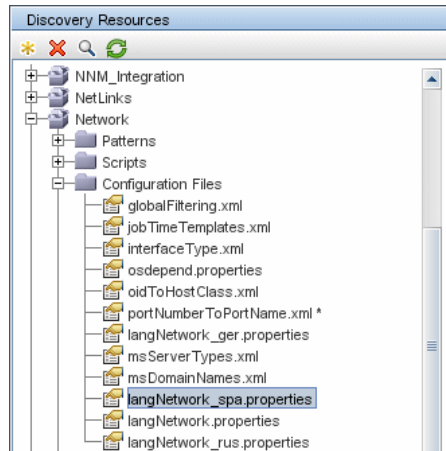 Discovery Resources
NNM_Integration
NetLinks
Network
Patterns
Scripts
Configuration Files
globalFiltering.xml
jobTimeTemplates.xml
interfaceType.xml
osdepend.properties
oidToHostClass.xml
portNumberToPortName.xml *
langNetwork_ger.properties
msServerTypes.xml
msDomainNames.xml
langNetwork_spa.properties
langNetwork.properties
langNetwork_rus.properties